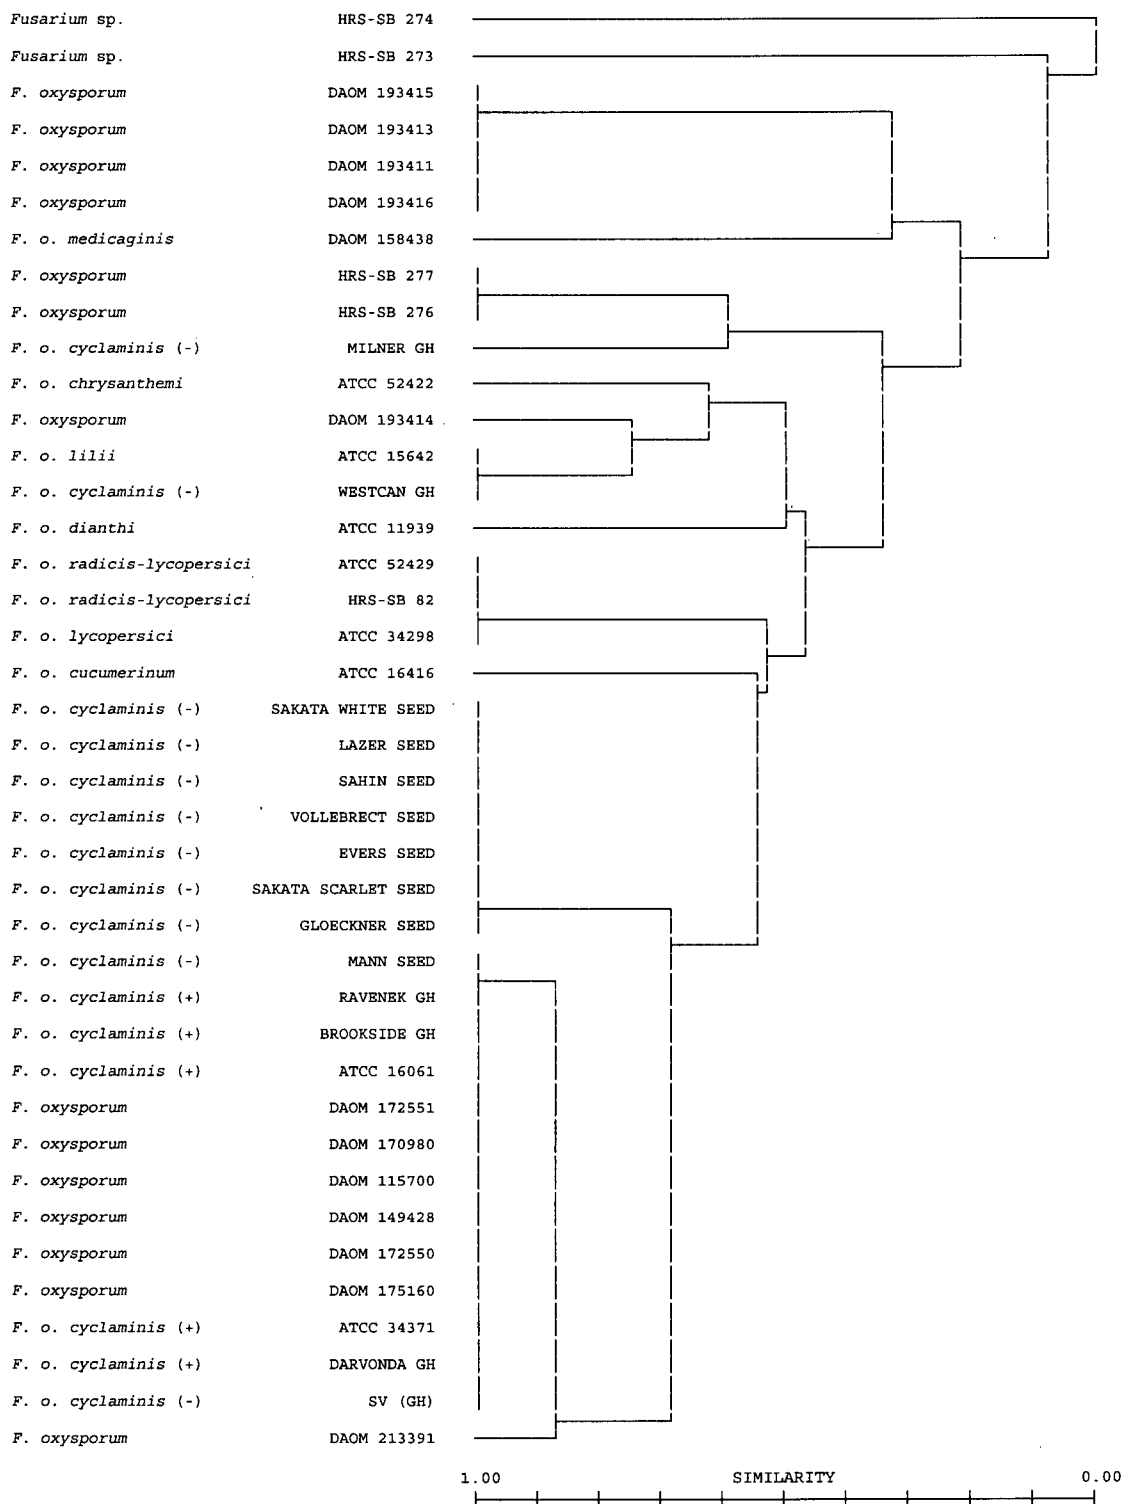 Fusarium sp. HRS-SB 274
Fusarium sp. HRS-SB 273
F. oxysporum DAOM 193415
F. oxysporum DAOM 193413
F. oxysporum DAOM 193411
F. oxysporum DAOM 193416
F. o. medicaginis DAOM 158438
F. oxysporum HRS-SB 277
F. oxysporum HRS-SB 276
F. o. cyclaminis (-) MILNER GH
F. o. chrysanthemi ATCC 52422
F. oxysporum DAOM 193414
F. o. lilii ATCC 15642
F. o. cyclaminis (-) WESTCAN GH
F. o. dianthi ATCC 11939
F. o. radicis-lycopersici ATCC 52429
F. o. radicis-lycopersici HRS-SB 82
F. o. lycopersici ATCC 34298
F. o. cucumerinum ATCC 16416
F. o. cyclaminis (-) SAKATA WHITE SEED
F. o. cyclaminis (-) LAZER SEED
F. o. cyclaminis (-) SAHIN SEED
F. o. cyclaminis (-) VOLLEBRECT SEED
F. o. cyclaminis (-) EVERS SEED
F. o. cyclaminis (-) SAKATA SCARLET SEED
F. o. cyclaminis (-) GLOECKNER SEED
F. o. cyclaminis (-) MANN SEED
F. o. cyclaminis (+) RAVENEK GH
F. o. cyclaminis (+) BROOKSIDE GH
F. o. cyclaminis (+) ATCC 16061
F. oxysporum DAOM 172551
F. oxysporum DAOM 170980
F. oxysporum DAOM 115700
F. oxysporum DAOM 149428
F. oxysporum DAOM 172550
F. oxysporum DAOM 175160
F. o. cyclaminis (+) ATCC 34371
F. o. cyclaminis (+) DARVONDA GH
F. o. cyclaminis (-) SV (GH)
F. oxysporum DAOM 213391
1.00 SIMILARITY 0.00